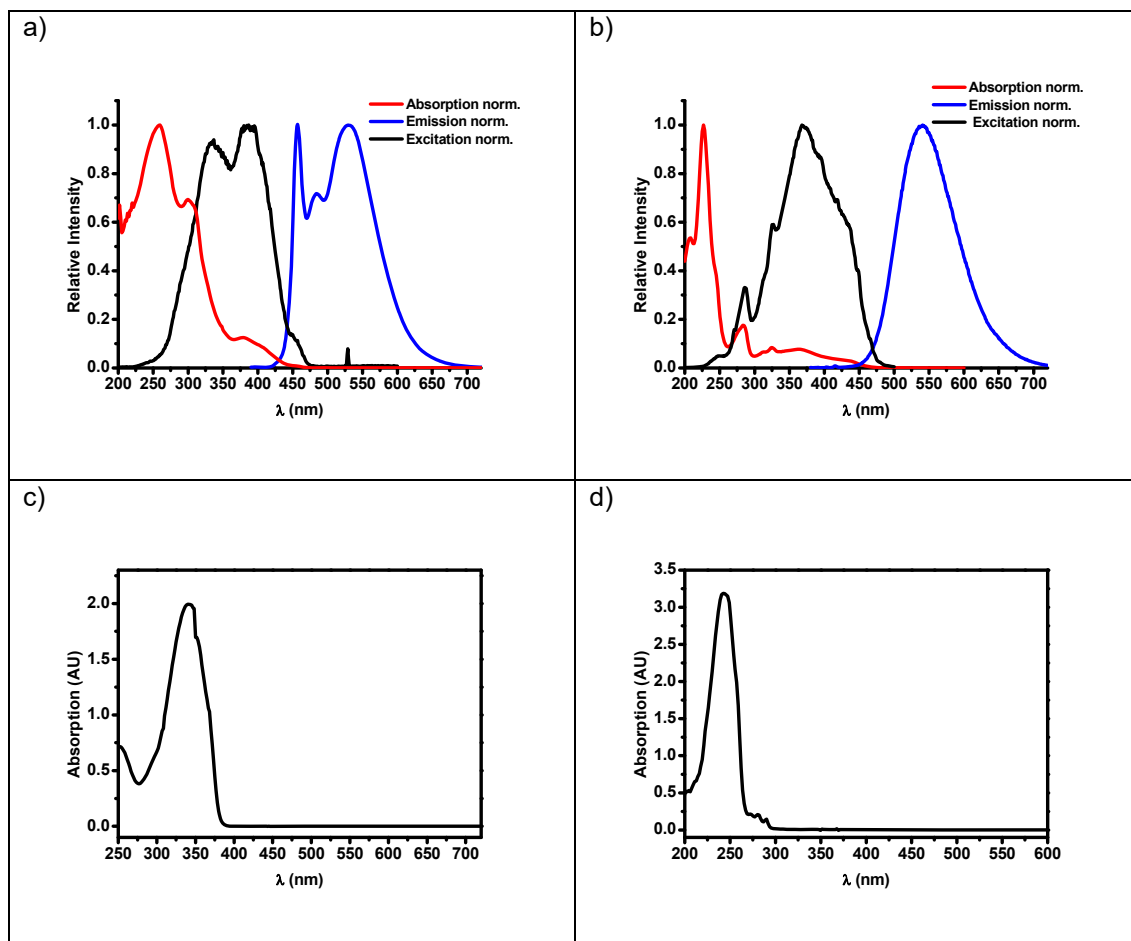 a)
Absorption norm.
Emission norm.
Excitation norm.
1.0
0.8
0.6
0.4
0.2
0.0
Relative Intensity
200 250 300 350 400 450 500 550 600 650 700
λ (nm)
b)
Absorption norm.
Emission norm.
Excitation norm.
1.0
0.8
0.6
0.4
0.2
0.0
Relative Intensity
200 250 300 350 400 450 500 550 600 650 700
λ (nm)
c)
2.0
1.5
1.0
0.5
0.0
Absorption (AU)
250 300 350 400 450 500 550 600 650 700
λ (nm)
d)
3.5
3.0
2.5
2.0
1.5
1.0
0.5
0.0
Absorption (AU)
200 250 300 350 400 450 500 550 600
λ (nm)